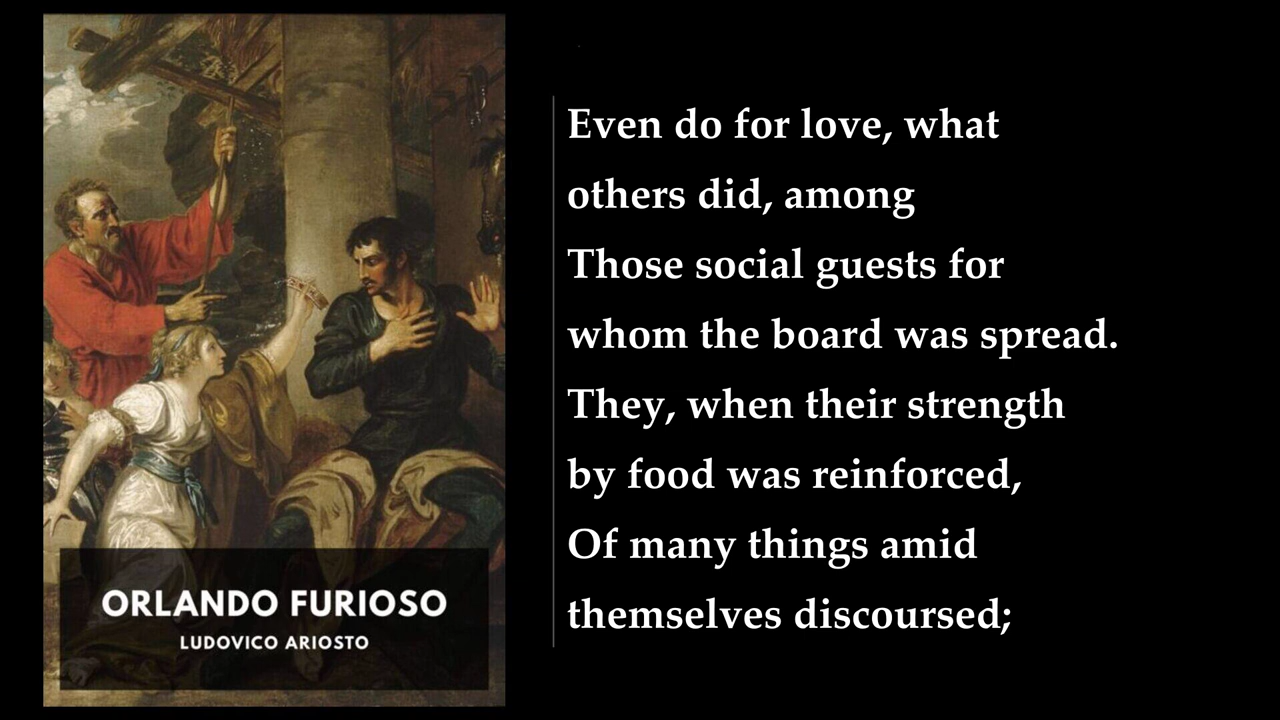 ORLANDO FURIOSO
LUDOVICO ARIOSTO
Even do for love, what
others did, among
Those social guests for
whom the board was spread.
They, when their strength
by food was reinforced,
Of many things amid
themselves discoursed;